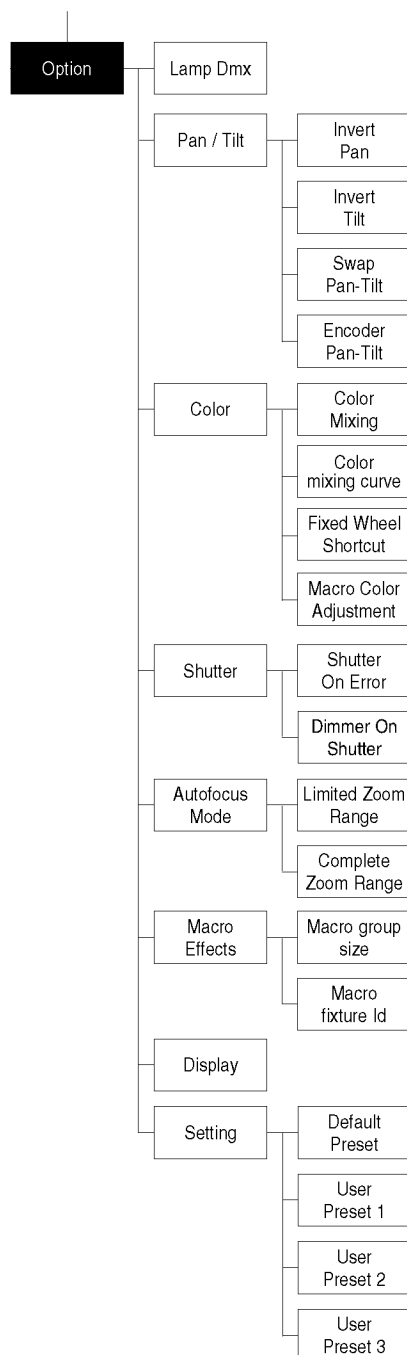 Option
Lamp Dmx
Pan / Tilt
Invert
Pan
Invert
Tilt
Swap
Pan-Tilt
Encoder
Pan-Tilt
Color
Color
Mixing
Color
mixing curve
Fixed Wheel
Shortcut
Macro Color
Adjustment
Shutter
Shutter
On Error
Dimmer On
Shutter
Autofocus
Mode
Limited Zoom
Range
Complete
Zoom Range
Macro
Effects
Macro group
size
Macro
fixture Id
Display
Setting
Default
Preset
User
Preset 1
User
Preset 2
User
Preset 3